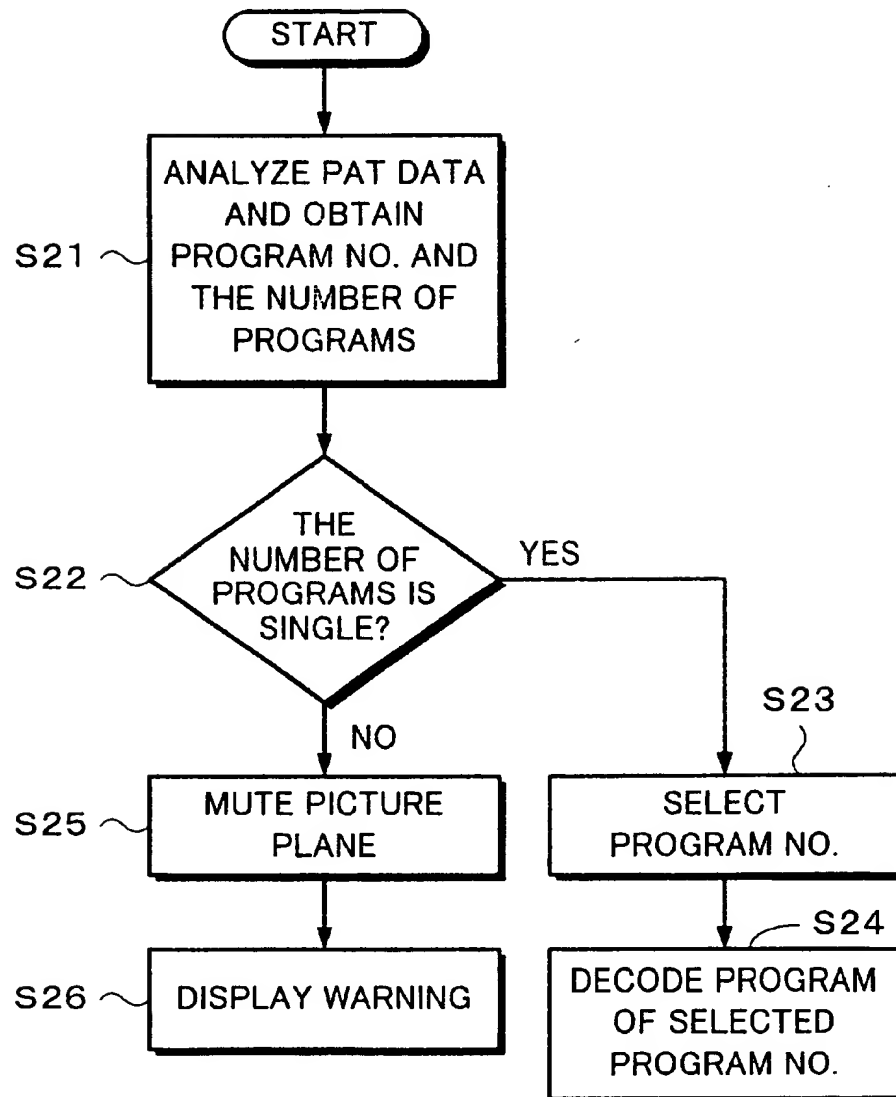 START
ANALYZE PAT DATA
AND OBTAIN
PROGRAM NO. AND
THE NUMBER OF
PROGRAMS
S21
THE
NUMBER OF
PROGRAMS IS
SINGLE?
S22
YES
NO
S23
MUTE PICTURE
PLANE
S25
SELECT
PROGRAM NO.
S24
DISPLAY WARNING
S26
DECODE PROGRAM
OF SELECTED
PROGRAM NO.